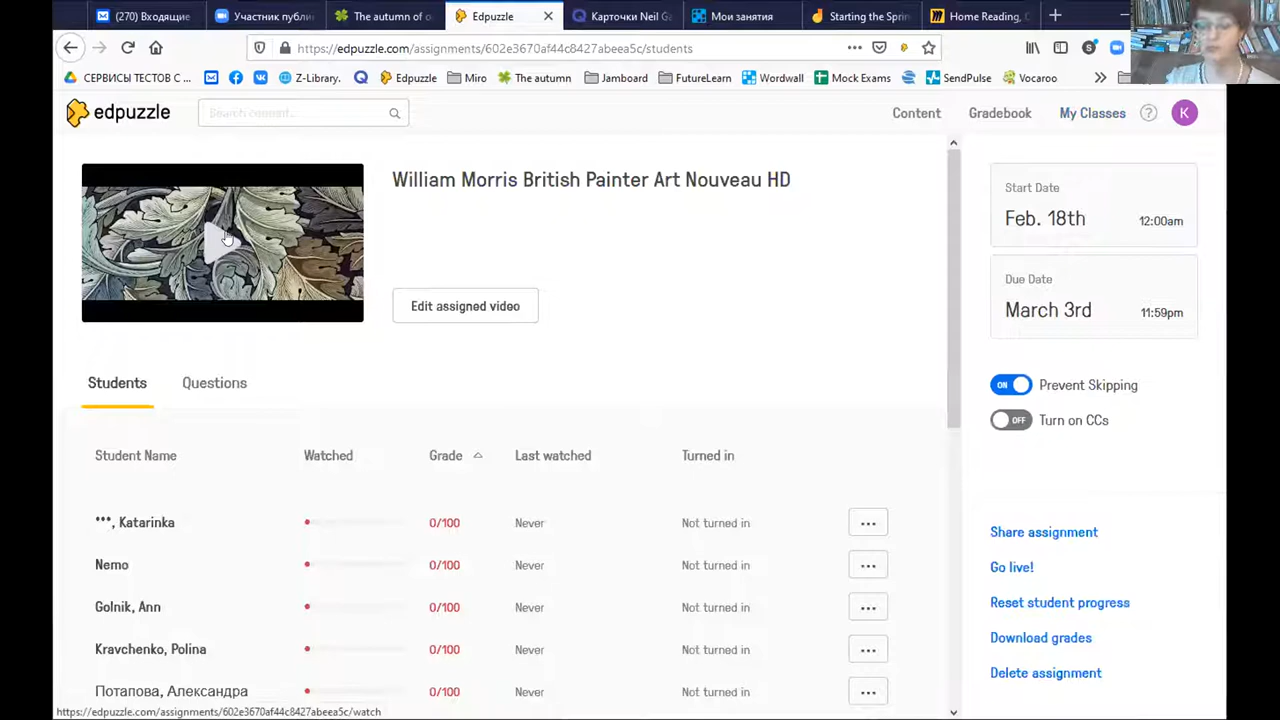 (270) Входящие
Участник публи
The autumn of o
Edpuzzle
Карточки Neil Ga
Мои занятия
Starting the Sprin
Home Reading, C
https://edpuzzle.com/assignments/602e3670af44c8427abeea5c/students
СЕРВИСЫ ТЕСТОВ С ...
Z-Library.
Edpuzzle
Miro
The autumn
Jamboard
FutureLearn
Wordwall
Mock Exams
SendPulse
Vocaroo
edpuzzle
Search content...
Content
Gradebook
My Classes
?
K
William Morris British Painter Art Nouveau HD
Edit assigned video
Start Date
Feb. 18th 12:00am
Due Date
March 3rd 11:59pm
ON Prevent Skipping
OFF Turn on CCs
Students Questions
Student Name Watched Grade Last watched Turned in
***, Katarinka 0/100 Never Not turned in ...
Nemo 0/100 Never Not turned in ...
Golnik, Ann 0/100 Never Not turned in ...
Kravchenko, Polina 0/100 Never Not turned in ...
Потапова, Александра 0/100 Never Not turned in ...
Share assignment
Go live!
Reset student progress
Download grades
Delete assignment
https://edpuzzle.com/assignments/602e3670af44c8427abeea5c/watch